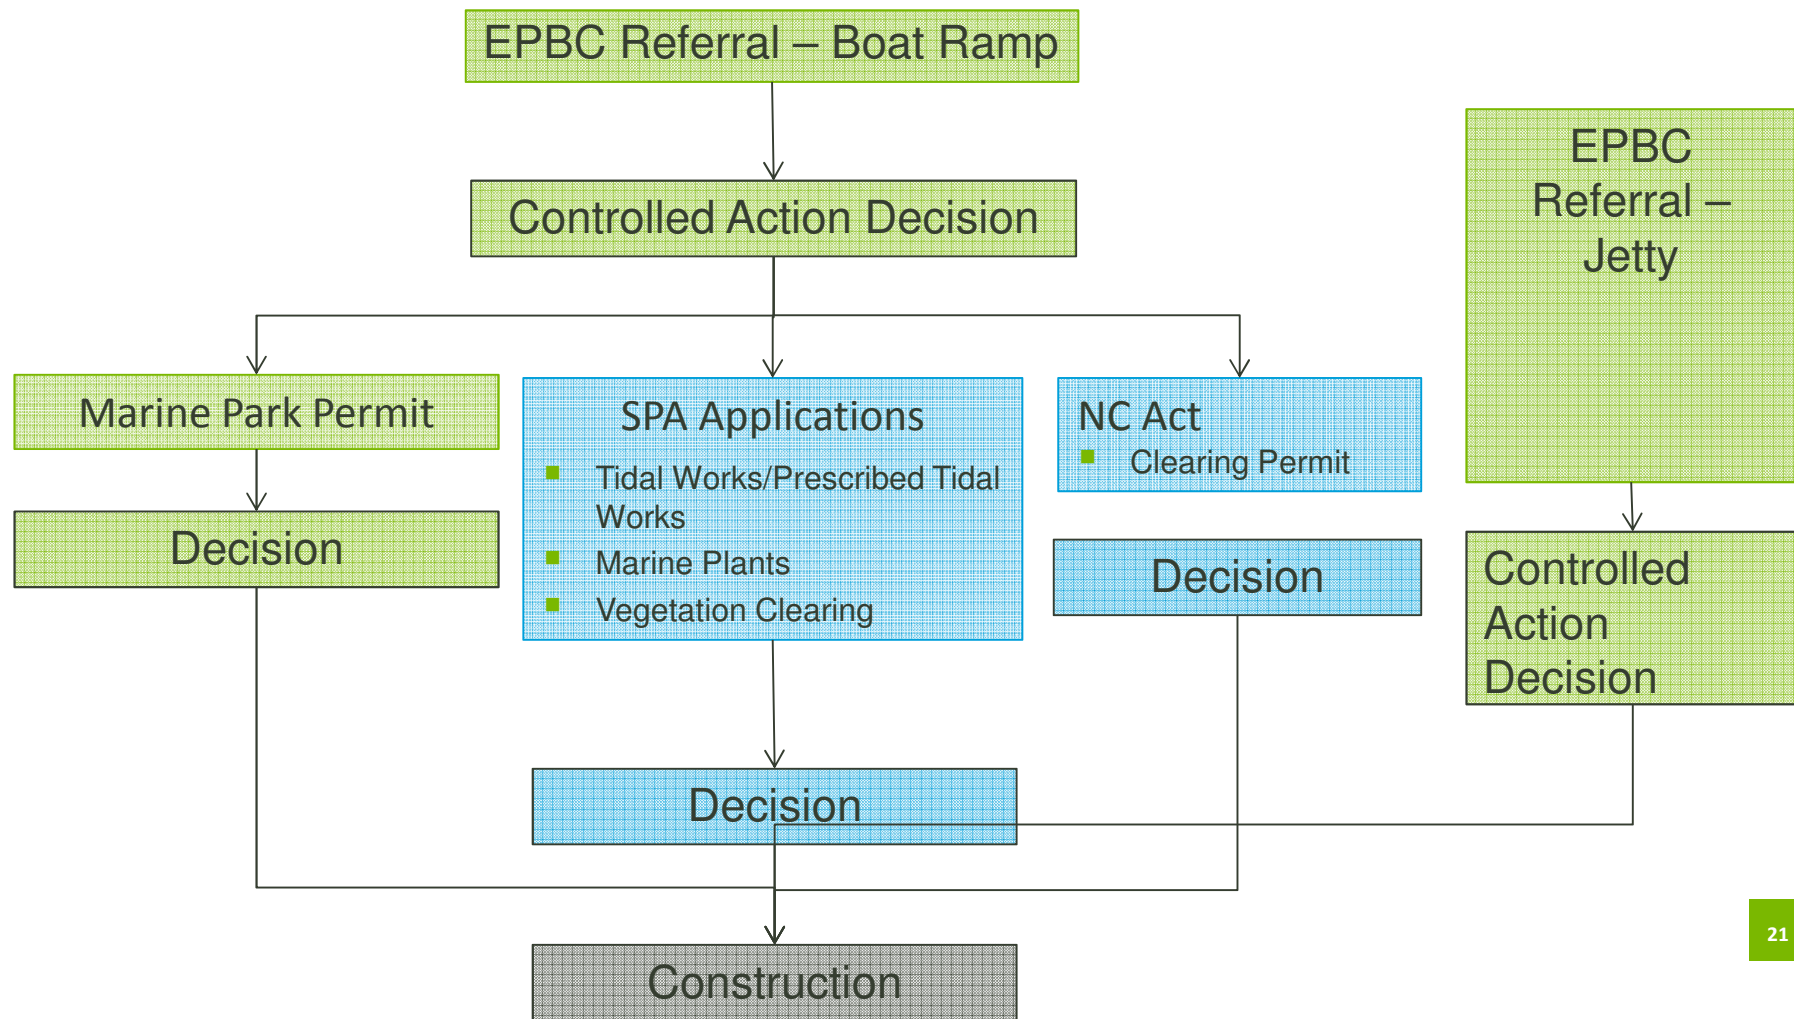 EPBC Referral – Boat Ramp
Controlled Action Decision
EPBC
Referral –
Jetty
Marine Park Permit
Decision
SPA Applications
Tidal Works/Prescribed Tidal
Works
Marine Plants
Vegetation Clearing
NC Act
Clearing Permit
Decision
Controlled
Action
Decision
Decision
Construction
21